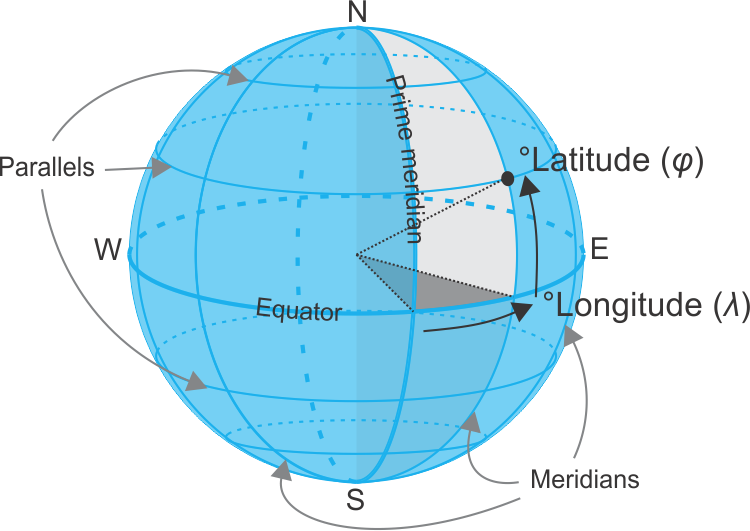 N
Prime meridian
°Latitude (φ)
Parallels
W
E
Equator
°Longitude (λ)
Meridians
S